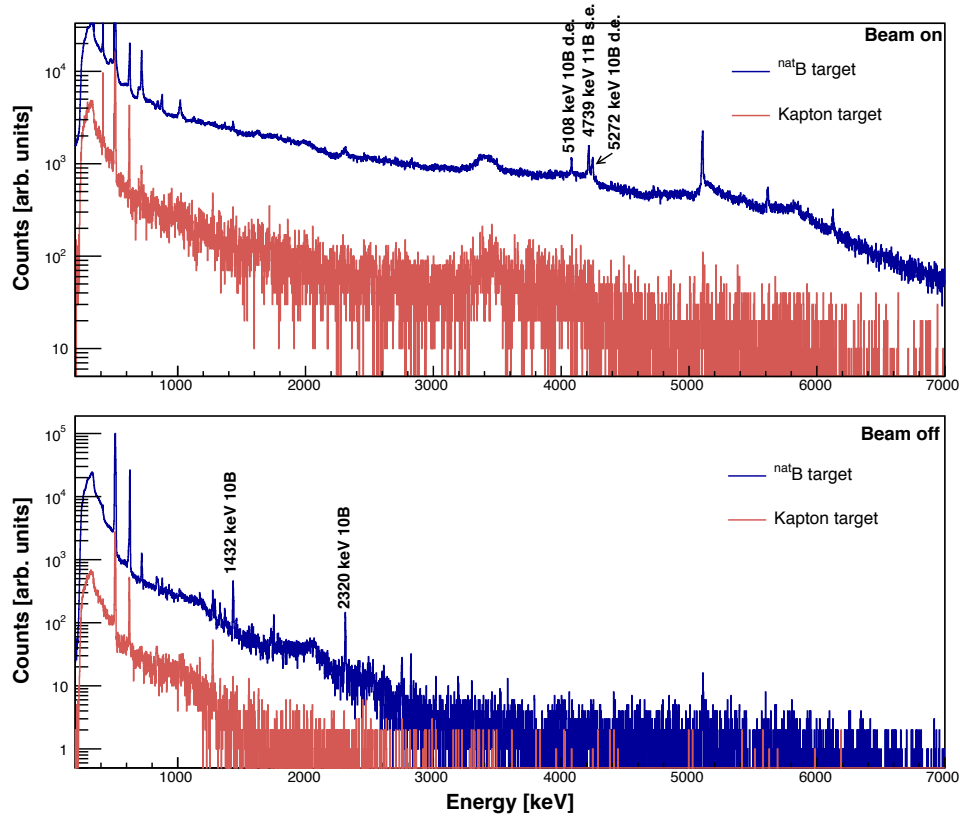 5108 keV 10B d.e.
4739 keV 11B s.e.
5272 keV 10B d.e.
Beam on
natB target
Kapton target
Counts [arb. units]
10^4
10^3
10^2
10
1000 2000 3000 4000 5000 6000 7000
Beam off
natB target
Kapton target
1432 keV 10B
2320 keV 10B
Counts [arb. units]
10^5
10^4
10^3
10^2
10
1
1000 2000 3000 4000 5000 6000 7000
Energy [keV]